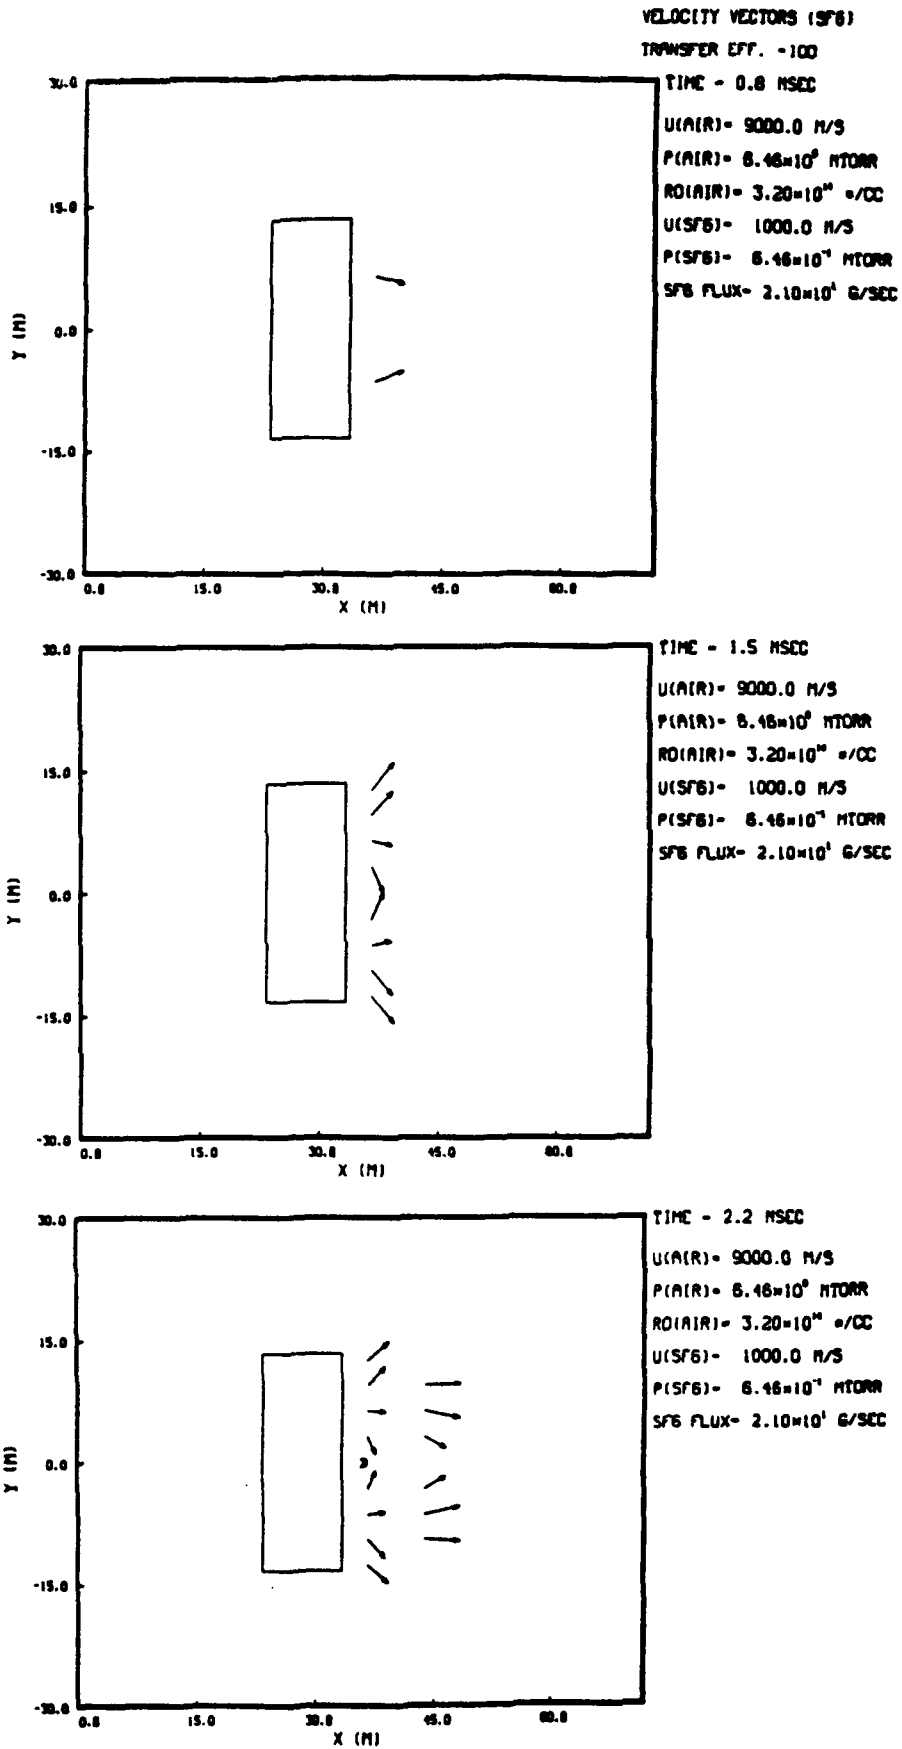 VELOCITY VECTORS (SF6)
TRANSFER EFF. -100
TIME - 0.8 MSEC
U(AIR)- 9000.0 M/S
P(AIR)- 6.46×10⁰ MTORR
RO(AIR)- 3.20×10¹⁴ #/CC
U(SF6)- 1000.0 M/S
P(SF6)- 6.46×10⁻¹ MTORR
SF6 FLUX- 2.10×10¹ G/SEC
30.0
15.0
0.0
-15.0
-30.0
Y (M)
0.0 15.0 30.0 45.0 60.0
X (M)
TIME - 1.5 MSEC
U(AIR)- 9000.0 M/S
P(AIR)- 6.46×10⁰ MTORR
RO(AIR)- 3.20×10¹⁴ #/CC
U(SF6)- 1000.0 M/S
P(SF6)- 6.46×10⁻¹ MTORR
SF6 FLUX- 2.10×10¹ G/SEC
30.0
15.0
0.0
-15.0
-30.0
Y (M)
0.0 15.0 30.0 45.0 60.0
X (M)
TIME - 2.2 MSEC
U(AIR)- 9000.0 M/S
P(AIR)- 6.46×10⁰ MTORR
RO(AIR)- 3.20×10¹⁴ #/CC
U(SF6)- 1000.0 M/S
P(SF6)- 6.46×10⁻¹ MTORR
SF6 FLUX- 2.10×10¹ G/SEC
30.0
15.0
0.0
-15.0
-30.0
Y (M)
0.0 15.0 30.0 45.0 60.0
X (M)